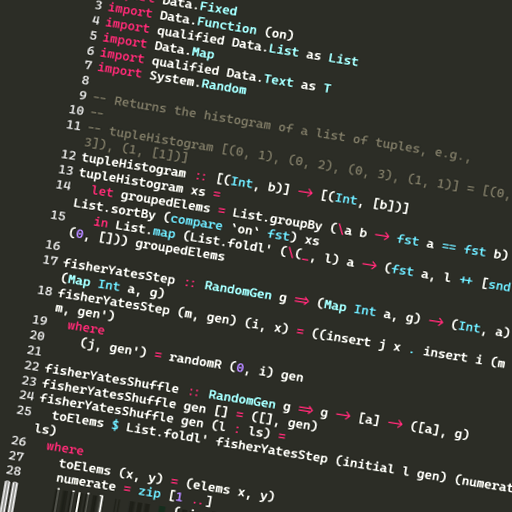 import Data.Fixed
3 import Data.Function (on)
4 import qualified Data.List as List
5 import Data.Map
6 import qualified Data.Text as T
7 import System.Random
8
9 -- Returns the histogram of a list of tuples, e.g.,
10 --
11 -- tupleHistogram [(0, 1), (0, 2), (0, 3), (1, 1)] = [(0,
3]), (1, [1])]
12 tupleHistogram :: [(Int, b)] → [(Int, [b])]
13 tupleHistogram xs =
14 let groupedElems = List.groupBy (\a b → fst a == fst b)
List.sortBy (compare `on` fst) xs
15 in List.map (List.foldl' (\(_, l) a → (fst a, l ++ [snd
(0, [])) groupedElems
16
17 fisherYatesStep :: RandomGen g ⇒ (Map Int a, g) → (Int, a)
(Map Int a, g)
18 fisherYatesStep (m, gen) (i, x) = ((insert j x . insert i (m
m, gen')
19 where
20 (j, gen') = randomR (0, i) gen
21
22 fisherYatesShuffle :: RandomGen g ⇒ g → [a] → ([a], g)
23 fisherYatesShuffle gen [] = ([], gen)
24 fisherYatesShuffle gen (l : ls) =
25 toElems $ List.foldl' fisherYatesStep (initial l gen) (numerat
ls)
26 where
27 toElems (x, y) = (elems x, y)
28 numerate = zip [1 ..]